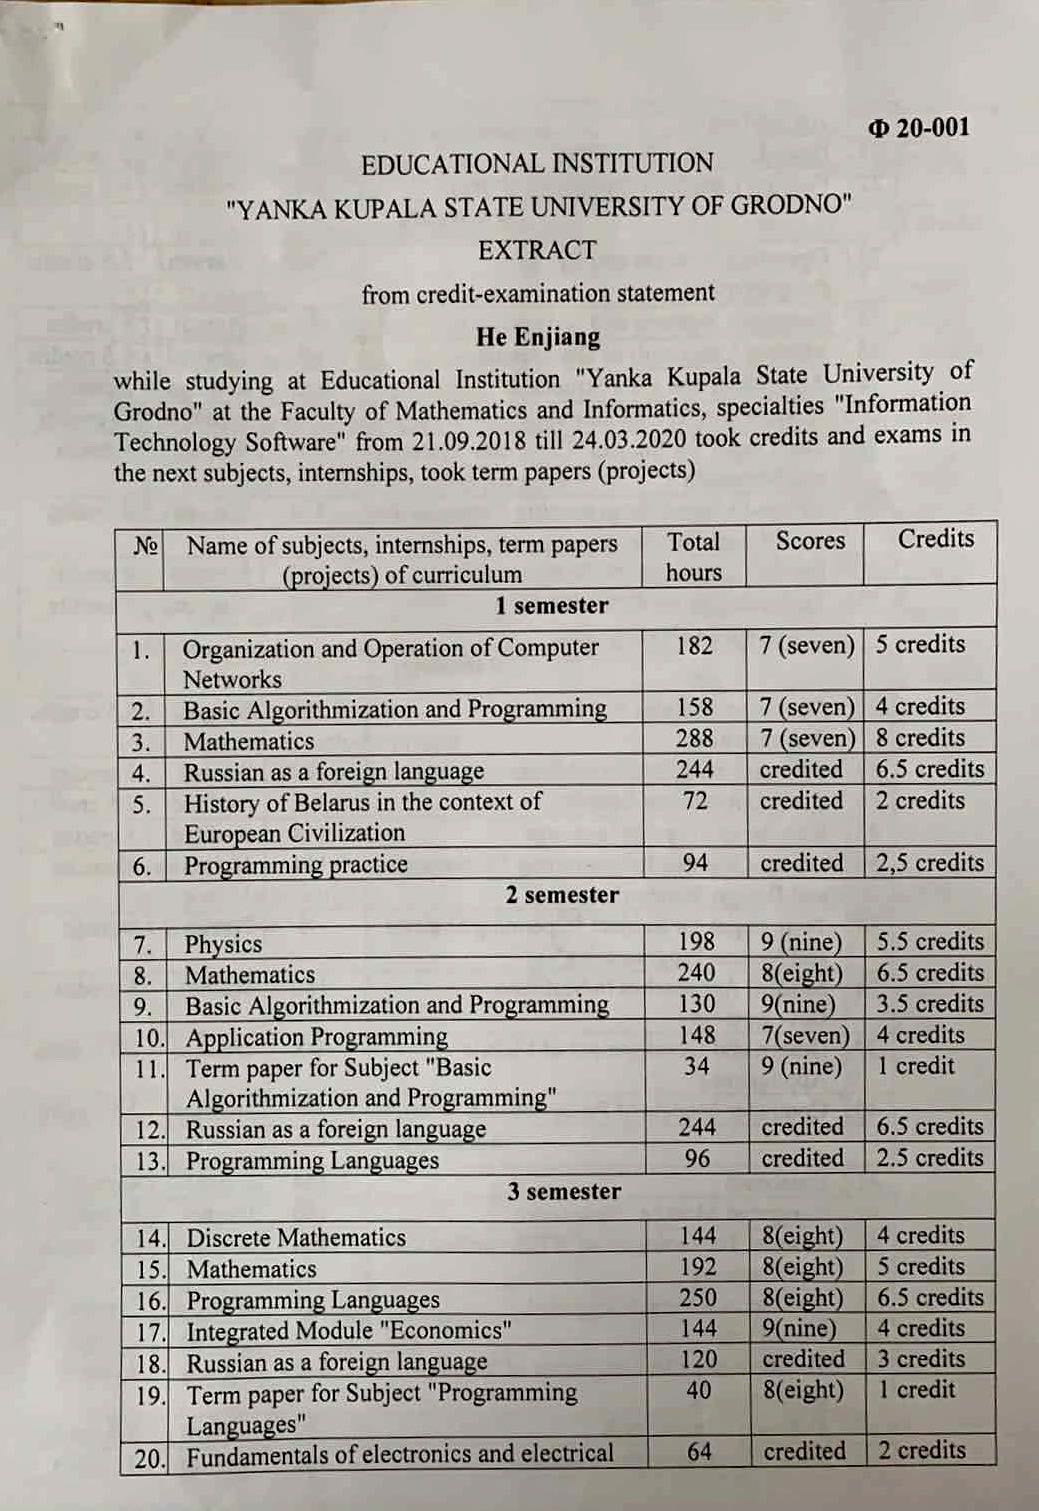 Ф 20-001
EDUCATIONAL INSTITUTION
"YANKA KUPALA STATE UNIVERSITY OF GRODNO"
EXTRACT
from credit-examination statement
He Enjiang
while studying at Educational Institution "Yanka Kupala State University of
Grodno" at the Faculty of Mathematics and Informatics, specialties "Information
Technology Software" from 21.09.2018 till 24.03.2020 took credits and exams in
the next subjects, internships, took term papers (projects)
№ Name of subjects, internships, term papers Total Scores Credits
(projects) of curriculum hours
1 semester
1. Organization and Operation of Computer 182 7 (seven) 5 credits
Networks
2. Basic Algorithmization and Programming 158 7 (seven) 4 credits
3. Mathematics 288 7 (seven) 8 credits
4. Russian as a foreign language 244 credited 6.5 credits
5. History of Belarus in the context of 72 credited 2 credits
European Civilization
6. Programming practice 94 credited 2,5 credits
2 semester
7. Physics 198 9 (nine) 5.5 credits
8. Mathematics 240 8(eight) 6.5 credits
9. Basic Algorithmization and Programming 130 9(nine) 3.5 credits
10. Application Programming 148 7(seven) 4 credits
11. Term paper for Subject "Basic 34 9 (nine) 1 credit
Algorithmization and Programming"
12. Russian as a foreign language 244 credited 6.5 credits
13. Programming Languages 96 credited 2.5 credits
3 semester
14. Discrete Mathematics 144 8(eight) 4 credits
15. Mathematics 192 8(eight) 5 credits
16. Programming Languages 250 8(eight) 6.5 credits
17. Integrated Module "Economics" 144 9(nine) 4 credits
18. Russian as a foreign language 120 credited 3 credits
19. Term paper for Subject "Programming 40 8(eight) 1 credit
Languages"
20. Fundamentals of electronics and electrical 64 credited 2 credits